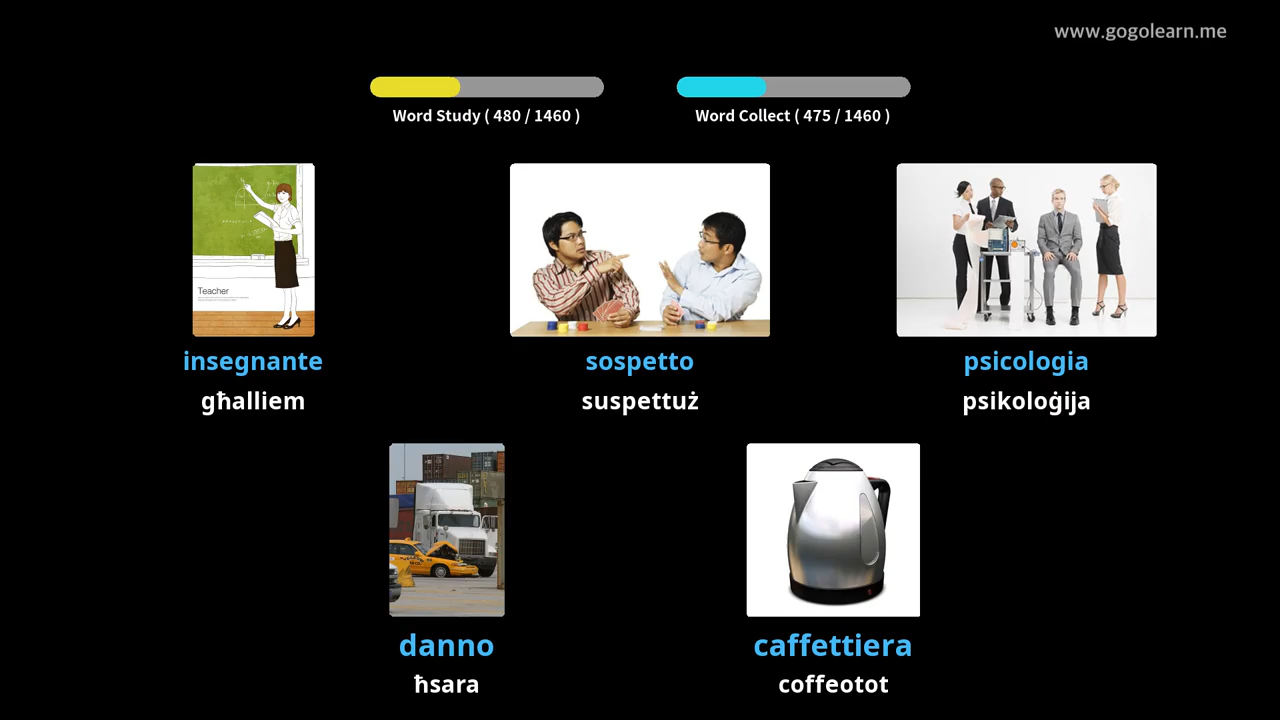 www.gogolearn.me
Word Study ( 480 / 1460 )
Word Collect ( 475 / 1460 )
Teacher
insegnante
għalliem
sospetto
suspettuż
psicologia
psikoloġija
danno
ħsara
caffettiera
coffeotot